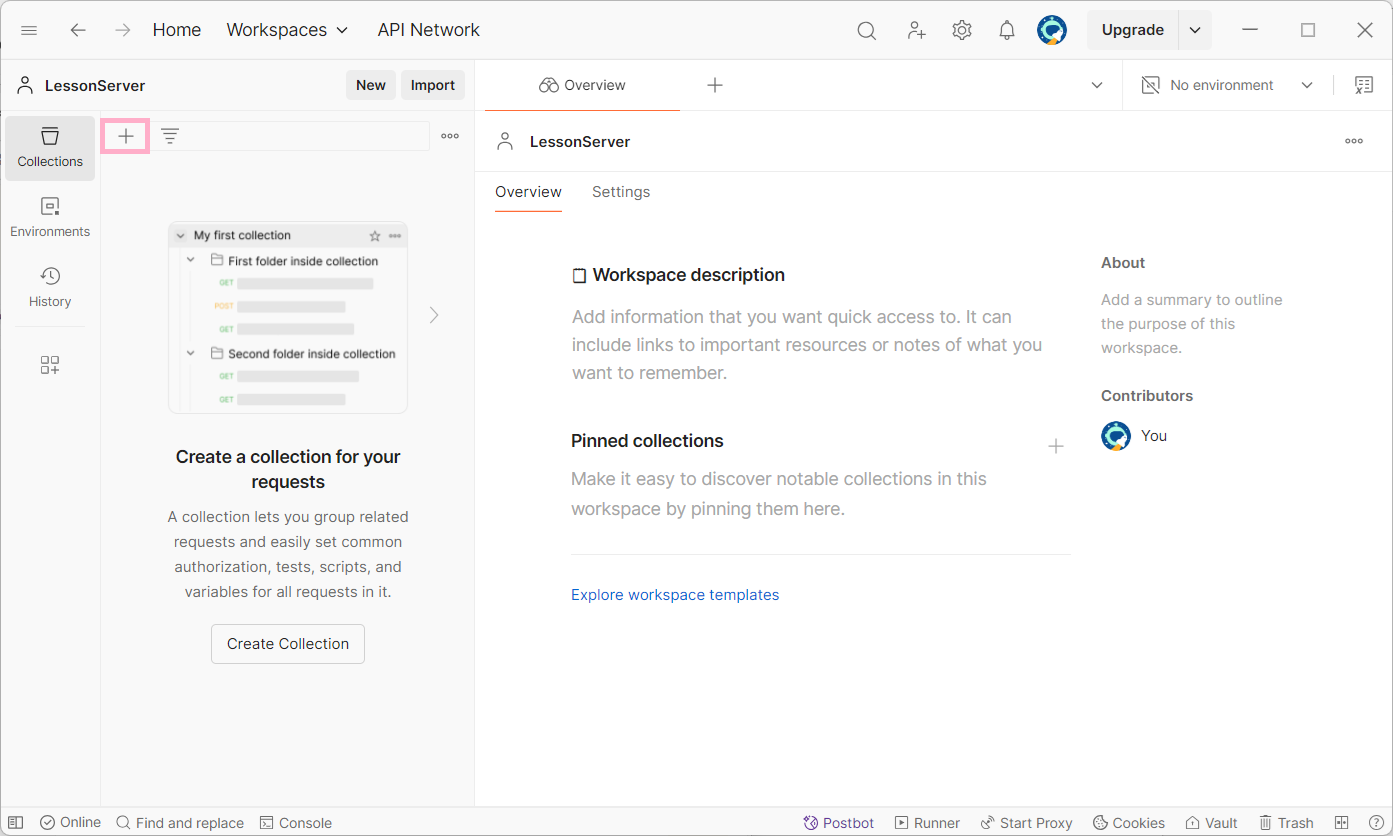 Home
Workspaces
API Network
Upgrade
LessonServer
New
Import
Overview
No environment
Collections
Environments
History
My first collection
First folder inside collection
GET
POST
GET
Second folder inside collection
GET
GET
Create a collection for your
requests
A collection lets you group related
requests and easily set common
authorization, tests, scripts, and
variables for all requests in it.
Create Collection
LessonServer
Overview
Settings
Workspace description
Add information that you want quick access to. It can
include links to important resources or notes of what you
want to remember.
Pinned collections
Make it easy to discover notable collections in this
workspace by pinning them here.
Explore workspace templates
About
Add a summary to outline
the purpose of this
workspace.
Contributors
You
Online
Find and replace
Console
Postbot
Runner
Start Proxy
Cookies
Vault
Trash